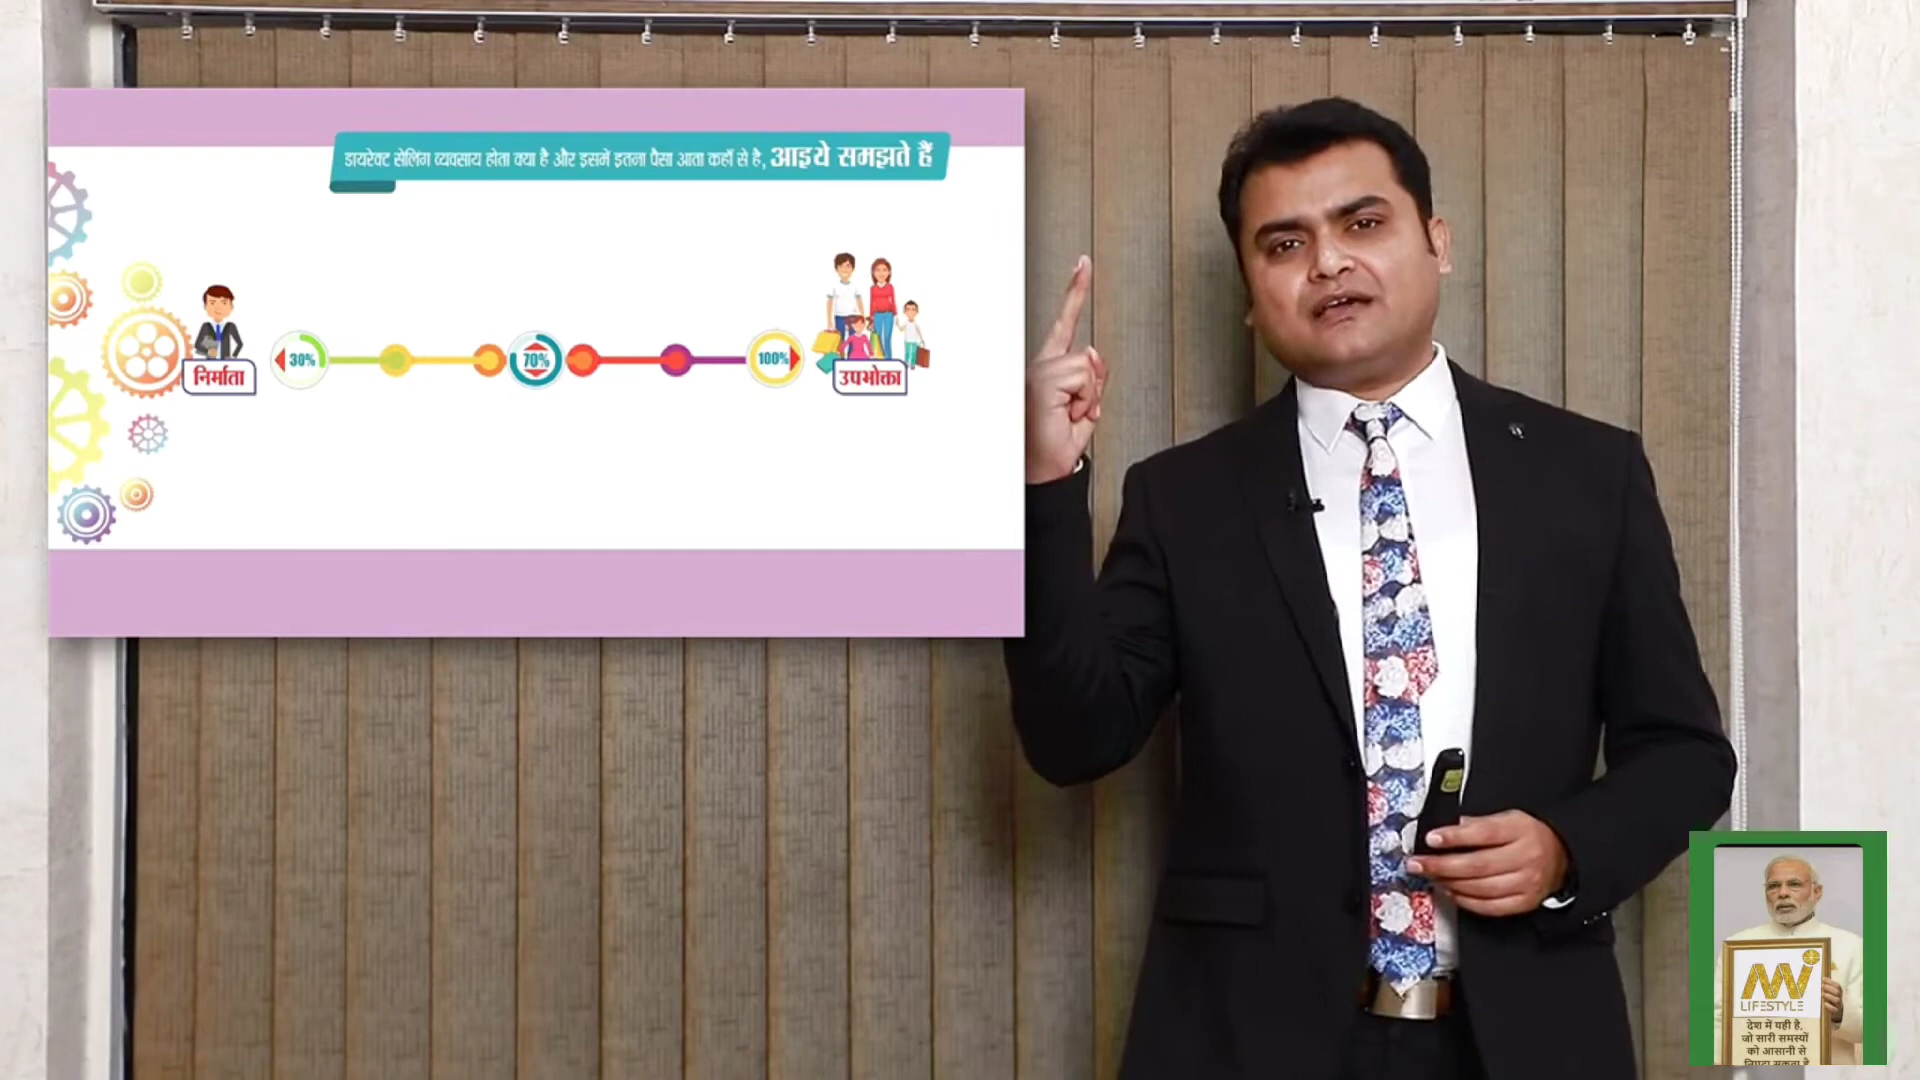 डायरेक्ट सेलिंग व्यवसाय होता क्या है और इसमें इतना पैसा आता कहाँ से है, आइये समझते हैं
30%
70%
100%
निर्माता
उपभोक्ता
LIFESTYLE
देश में यही है,
जो सारी समस्यों
को आसानी से